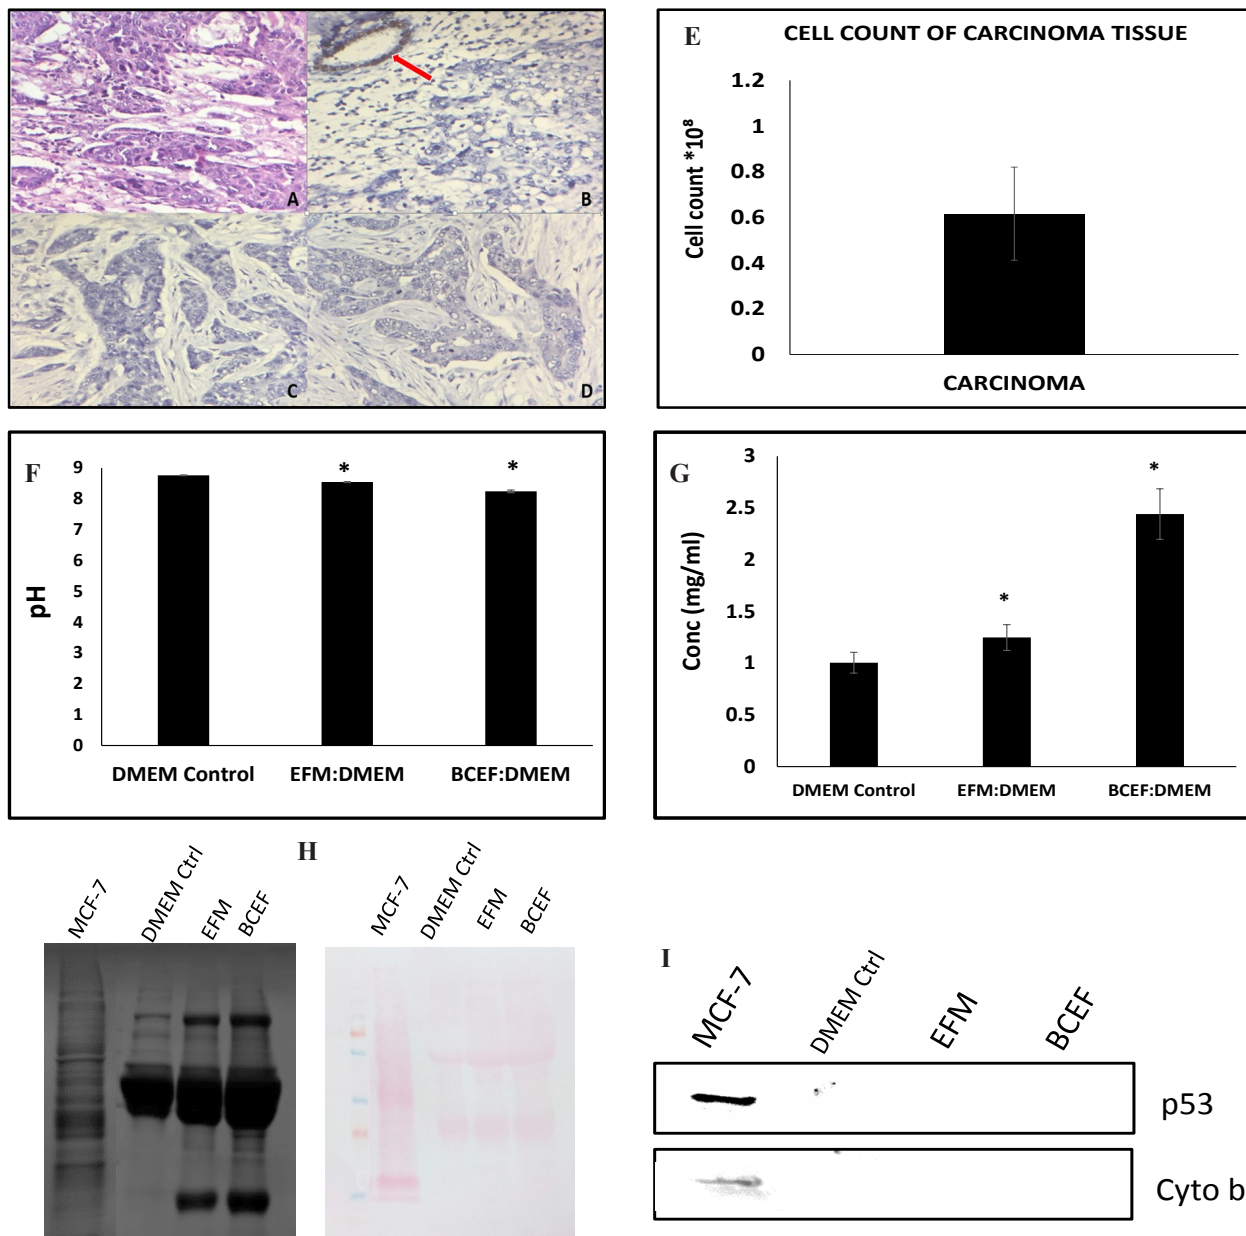 A
B
C
D
E
CELL COUNT OF CARCINOMA TISSUE
Cell count *10⁸
1.2
1
0.8
0.6
0.4
0.2
0
CARCINOMA
F
pH
9
8
7
6
5
4
3
2
1
0
*
*
DMEM Control EFM:DMEM BCEF:DMEM
G
Conc (mg/ml)
3
2.5
2
1.5
1
0.5
0
*
*
DMEM Control EFM:DMEM BCEF:DMEM
H
MCF-7
DMEM Ctrl
EFM
BCEF
MCF-7
DMEM Ctrl
EFM
BCEF
I
MCF-7
DMEM Ctrl
EFM
BCEF
p53
Cyto b